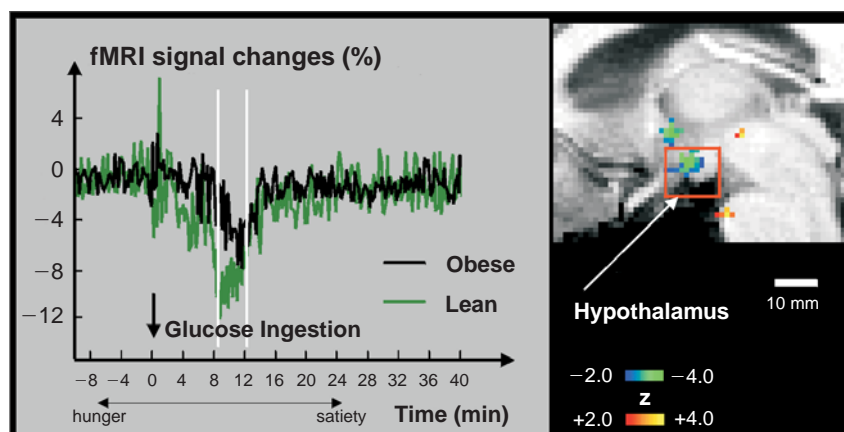 fMRI signal changes (%)
4
0
−4
−8
−12
Obese
Lean
Glucose Ingestion
−8 −4 0 4 8 12 16 20 24 28 32 36 40
hunger satiety Time (min)
Hypothalamus
10 mm
−2.0 −4.0
z
+2.0 +4.0